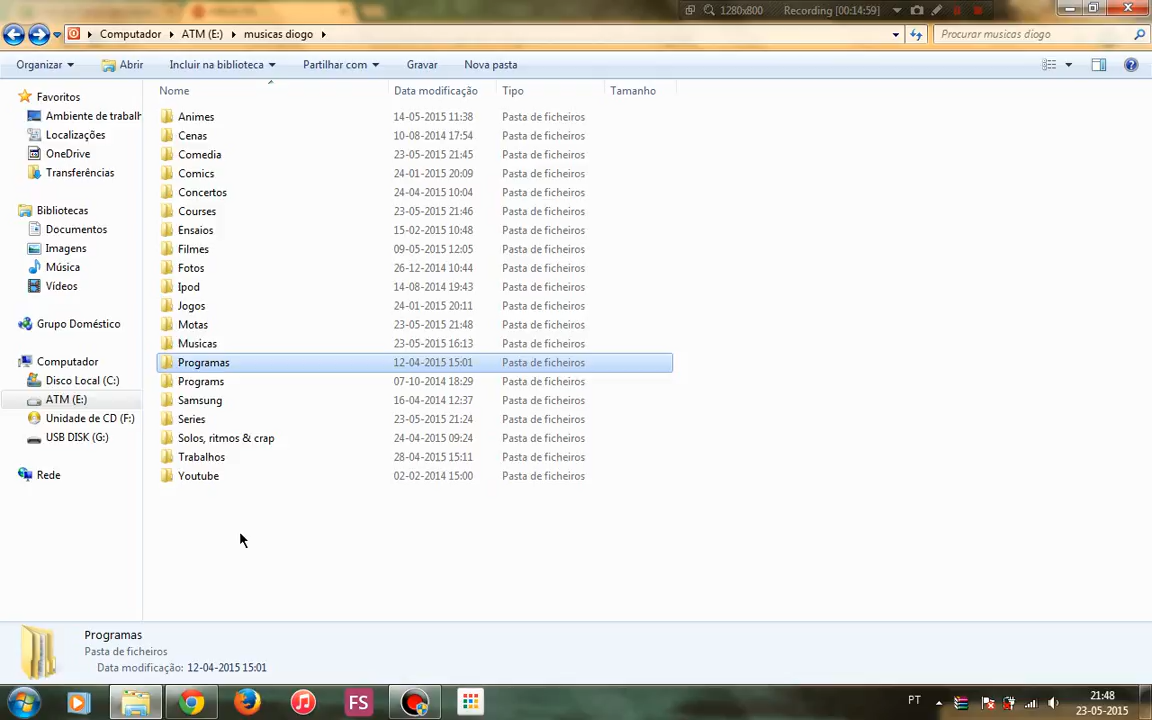 1280x800 Recording [00:14:59]
Computador ATM (E:) musicas diogo Procurar musicas diogo
Organizar Abrir Incluir na biblioteca Partilhar com Gravar Nova pasta
Nome Data modificação Tipo Tamanho
Favoritos
Ambiente de trabalh
Localizações
OneDrive
Transferências
Bibliotecas
Documentos
Imagens
Música
Vídeos
Grupo Doméstico
Computador
Disco Local (C:)
ATM (E:)
Unidade de CD (F:)
USB DISK (G:)
Rede
Animes 14-05-2015 11:38 Pasta de ficheiros
Cenas 10-08-2014 17:54 Pasta de ficheiros
Comedia 23-05-2015 21:45 Pasta de ficheiros
Comics 24-01-2015 20:09 Pasta de ficheiros
Concertos 24-04-2015 10:04 Pasta de ficheiros
Courses 23-05-2015 21:46 Pasta de ficheiros
Ensaios 15-02-2015 10:48 Pasta de ficheiros
Filmes 09-05-2015 12:05 Pasta de ficheiros
Fotos 26-12-2014 10:44 Pasta de ficheiros
Ipod 14-08-2014 19:43 Pasta de ficheiros
Jogos 24-01-2015 20:11 Pasta de ficheiros
Motas 23-05-2015 21:48 Pasta de ficheiros
Musicas 23-05-2015 16:13 Pasta de ficheiros
Programas 12-04-2015 15:01 Pasta de ficheiros
Programs 07-10-2014 18:29 Pasta de ficheiros
Samsung 16-04-2014 12:37 Pasta de ficheiros
Series 23-05-2015 21:24 Pasta de ficheiros
Solos, ritmos & crap 24-04-2015 09:24 Pasta de ficheiros
Trabalhos 28-04-2015 15:11 Pasta de ficheiros
Youtube 02-02-2014 15:00 Pasta de ficheiros
Programas
Pasta de ficheiros
Data modificação: 12-04-2015 15:01
FS PT 21:48
23-05-2015